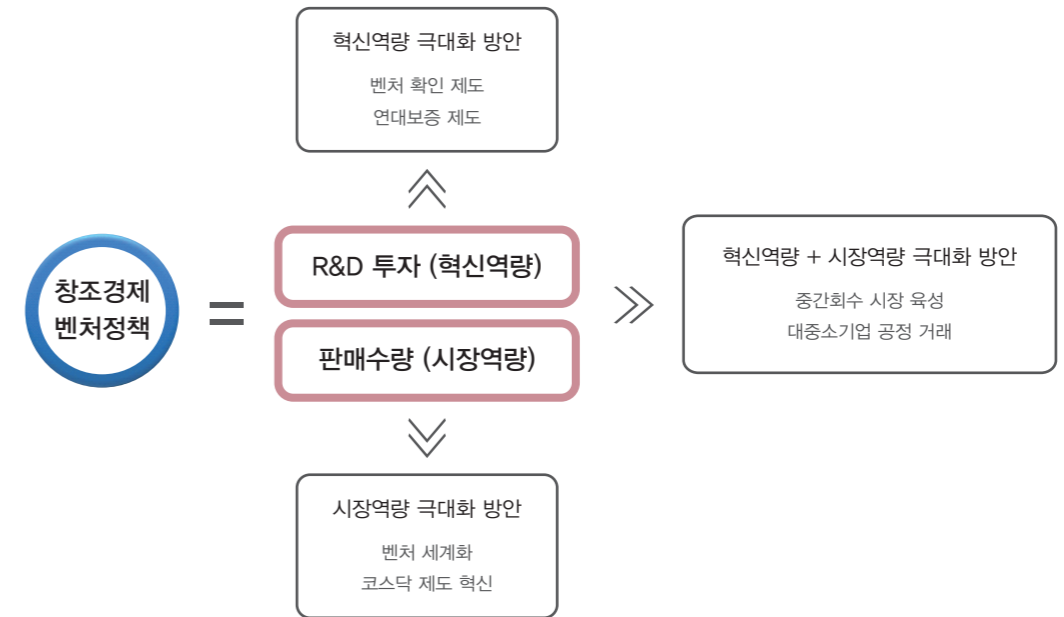 혁신역량 극대화 방안
벤처 확인 제도
연대보증 제도
창조경제
벤처정책
=
R&D 투자 (혁신역량)
판매수량 (시장역량)
혁신역량 + 시장역량 극대화 방안
중간회수 시장 육성
대중소기업 공정 거래
시장역량 극대화 방안
벤처 세계화
코스닥 제도 혁신